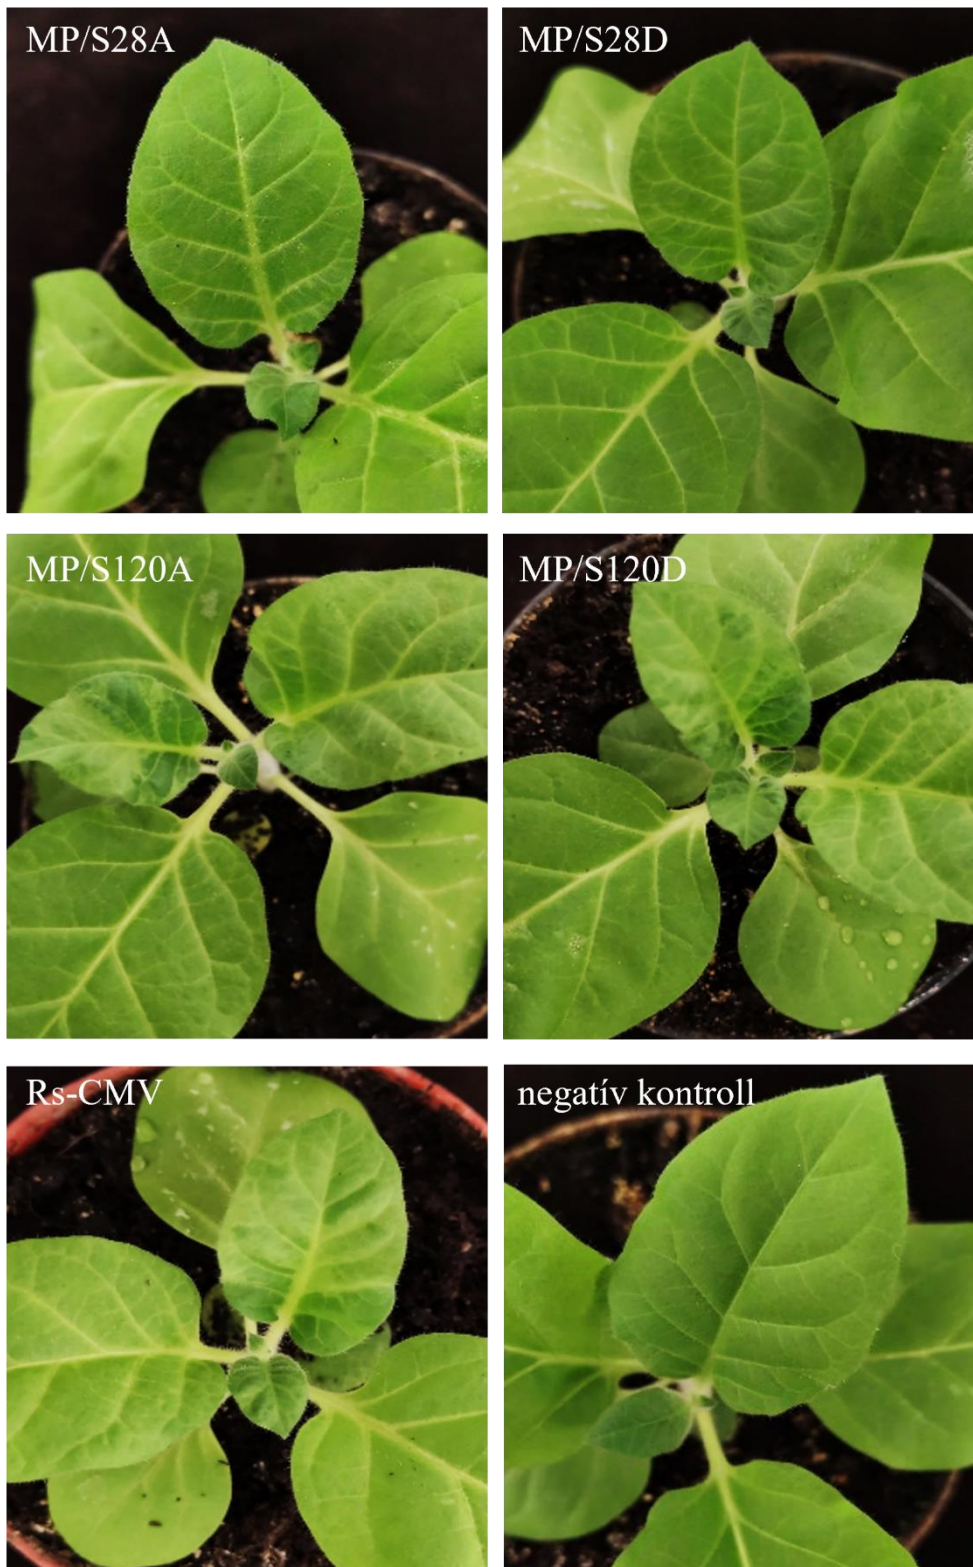 MP/S28A
MP/S28D
MP/S120A
MP/S120D
Rs-CMV
negatív kontroll